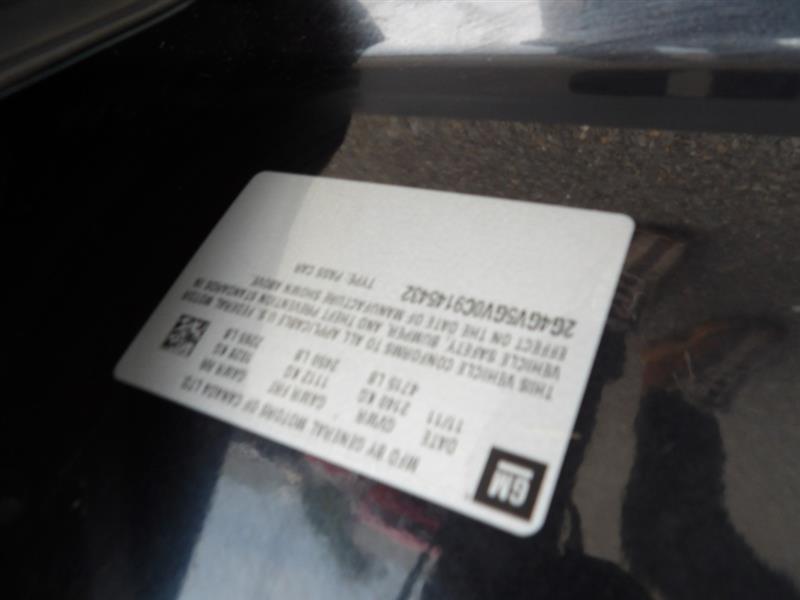 GM
MFD BY GENERAL MOTORS OF CANADA LTD
DATE GVWR GAWR FRT GAWR RR
11/11 2140 KG 1112 KG 1028 KG
4715 LB 2450 LB 2265 LB
THIS VEHICLE CONFORMS TO ALL APPLICABLE U.S. FEDERAL MOTOR
VEHICLE SAFETY, BUMPER, AND THEFT PREVENTION STANDARDS IN
EFFECT ON THE DATE OF MANUFACTURE SHOWN ABOVE.
2G4GV5GV0C9145432 TYPE: PASS CAR